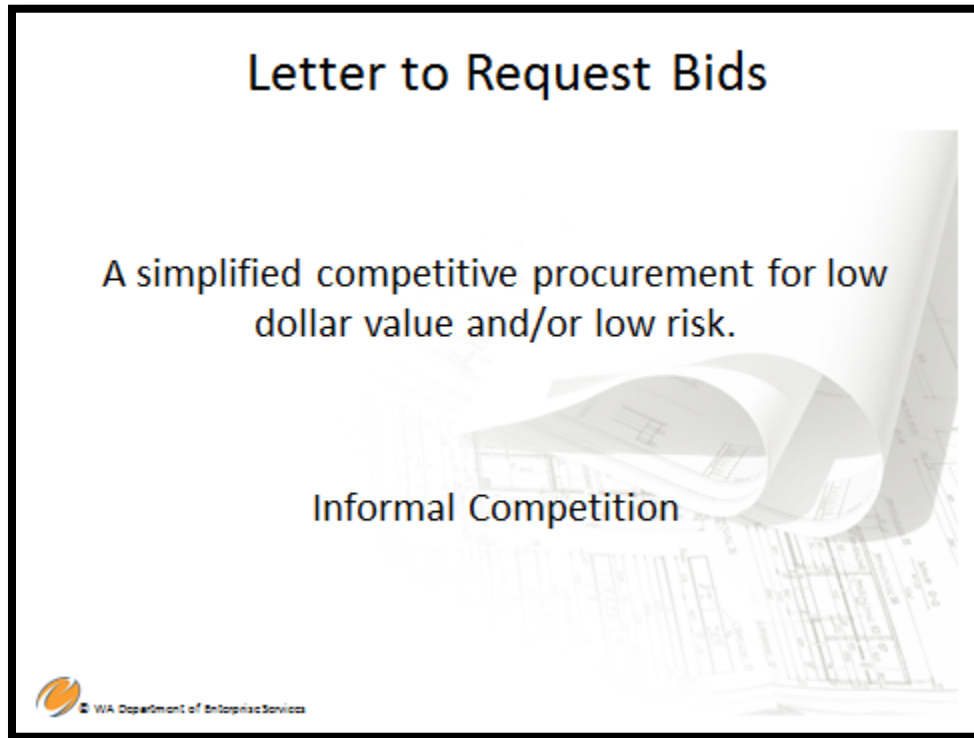 Letter to Request Bids
A simplified competitive procurement for low
dollar value and/or low risk.
Informal Competition
© WA Department of Enterprise Services